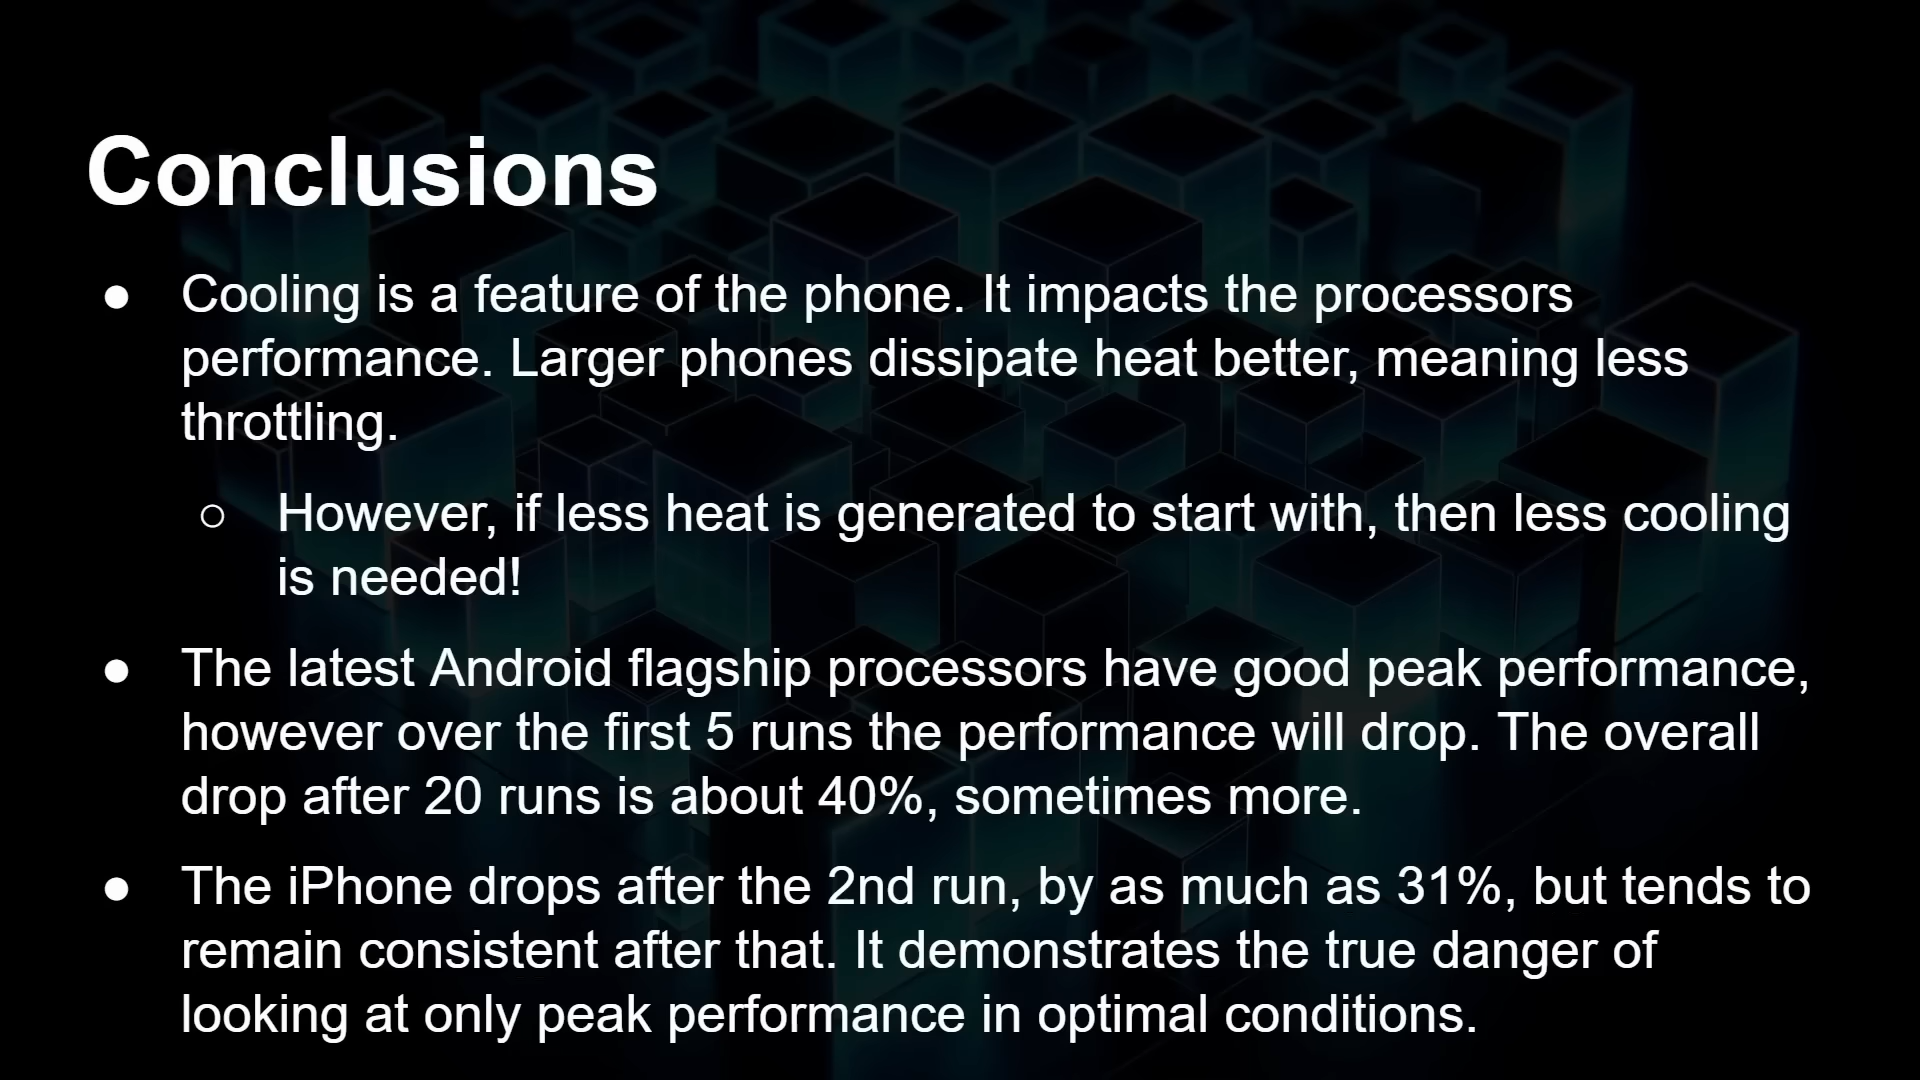 Conclusions
● Cooling is a feature of the phone. It impacts the processors
performance. Larger phones dissipate heat better, meaning less
throttling.
○ However, if less heat is generated to start with, then less cooling
is needed!
● The latest Android flagship processors have good peak performance,
however over the first 5 runs the performance will drop. The overall
drop after 20 runs is about 40%, sometimes more.
● The iPhone drops after the 2nd run, by as much as 31%, but tends to
remain consistent after that. It demonstrates the true danger of
looking at only peak performance in optimal conditions.